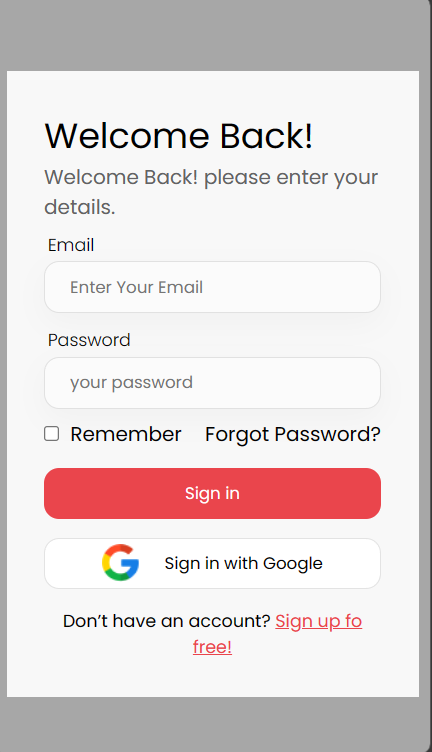 Welcome Back!
Welcome Back! please enter your
details.
Email
Enter Your Email
Password
your password
Remember Forgot Password?
Sign in
Sign in with Google
Don’t have an account? Sign up fo
free!